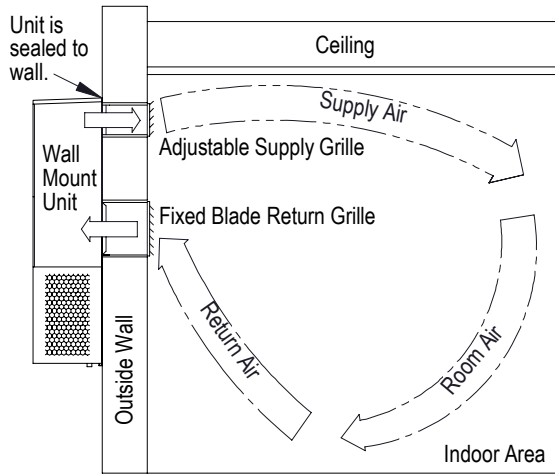 Unit is
sealed to
wall.
Ceiling
Supply Air
Adjustable Supply Grille
Wall
Mount
Unit
Fixed Blade Return Grille
Return Air
Room Air
Outside Wall
Indoor Area